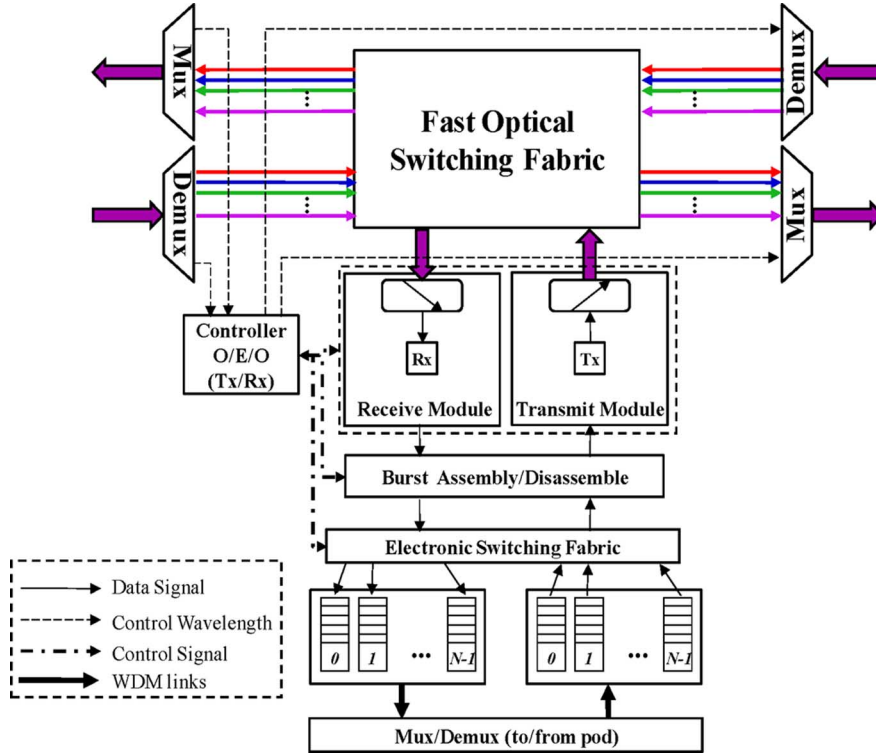 Mux
Demux
Fast Optical
Switching Fabric
Demux
Mux
Controller
O/E/O
(Tx/Rx)
Rx
Tx
Receive Module
Transmit Module
Burst Assembly/Disassemble
Electronic Switching Fabric
Data Signal
Control Wavelength
Control Signal
WDM links
0 1 ... N-1
0 1 ... N-1
Mux/Demux (to/from pod)